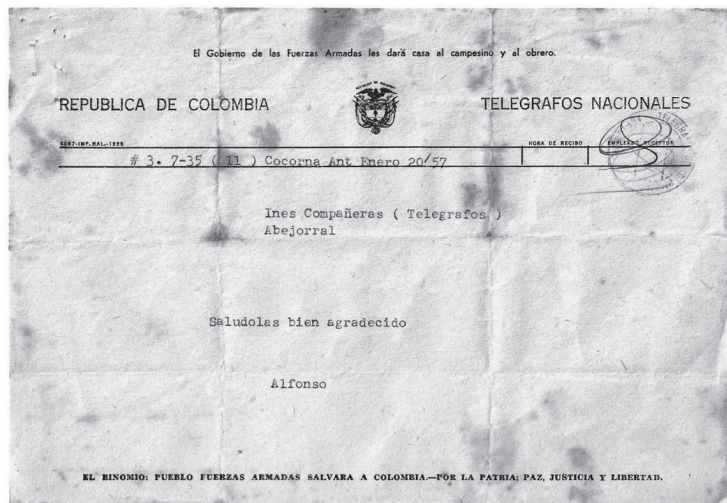 El Gobierno de las Fuerzas Armadas les dará casa al campesino y al obrero.
REPUBLICA DE COLOMBIA
TELEGRAFOS NACIONALES
HORA DE RECIBO
EMPLEADO RECEPTOR
# 3. 7-35 ( 11 ) Cocorna Ant Enero 20/57
Ines Compañeras ( Telegrafos )
Abejorral
Saludolas bien agradecido
Alfonso
EL BINOMIO: PUEBLO FUERZAS ARMADAS SALVARA A COLOMBIA.—POR LA PATRIA: PAZ, JUSTICIA Y LIBERTAD.